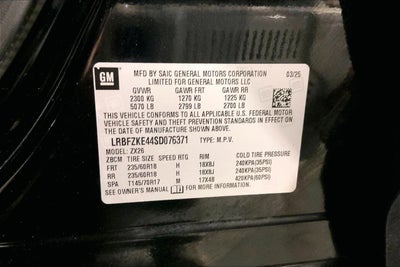 GM
MFD BY SAIC GENERAL MOTORS CORPORATION 03/25
LIMITED FOR GENERAL MOTORS LLC
GVWR GAWR FRT GAWR RR
2300 KG 1270 KG 1225 KG
5070 LB 2799 LB 2700 LB
THIS VEHICLE CONFORMS TO ALL APPLICABLE U.S. FEDERAL MOTOR
VEHICLE SAFETY, BUMPER, AND THEFT PREVENTION STANDARDS
IN EFFECT ON THE DATE OF MANUFACTURE SHOWN ABOVE.
LRBFZKE44SD076371 TYPE: M.P.V.
MODEL: ZX26
ZBCM TIRE SIZE SPEED RTG RIM COLD TIRE PRESSURE
FRT 235/60R18 H 18X8J 240KPA(35PSI)
RR 235/60R18 H 18X8J 240KPA(35PSI)
SPA T145/70R17 M 17X4B 420KPA(60PSI)
SEE OWNER'S MANUAL FOR MORE INFORMATION.